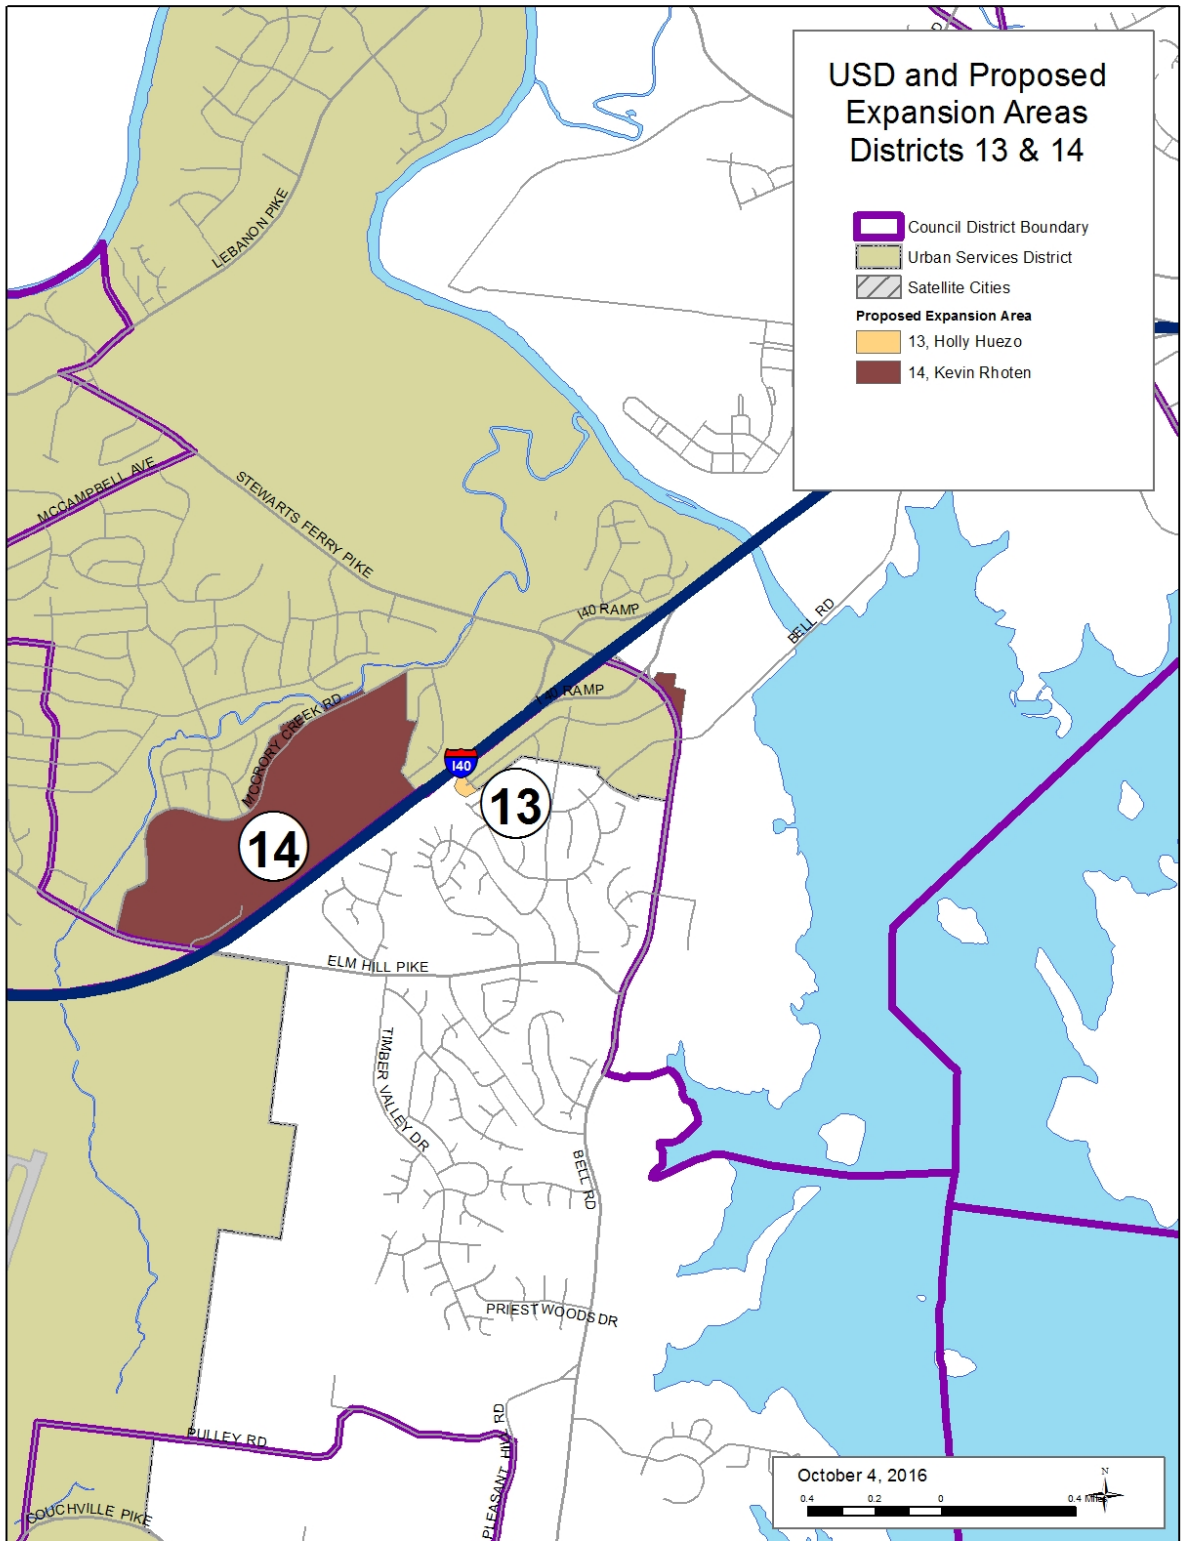 USD and Proposed
Expansion Areas
Districts 13 & 14
Council District Boundary
Urban Services District
Satellite Cities
Proposed Expansion Area
13, Holly Huezo
14, Kevin Rhoten
D
LEBANON PIKE
MCCAMPBELL AVE
STEWARTS FERRY PIKE
I40 RAMP
BELL RD
I40 RAMP
MCCRORY CREEK RD
I40
13
14
ELM HILL PIKE
TIMBER VALLEY DR
BELL RD
PRIEST WOODS DR
PULLEY RD
PLEASANT HILL RD
COUCHVILLE PIKE
October 4, 2016
N
0.4 0.2 0 0.4 Miles